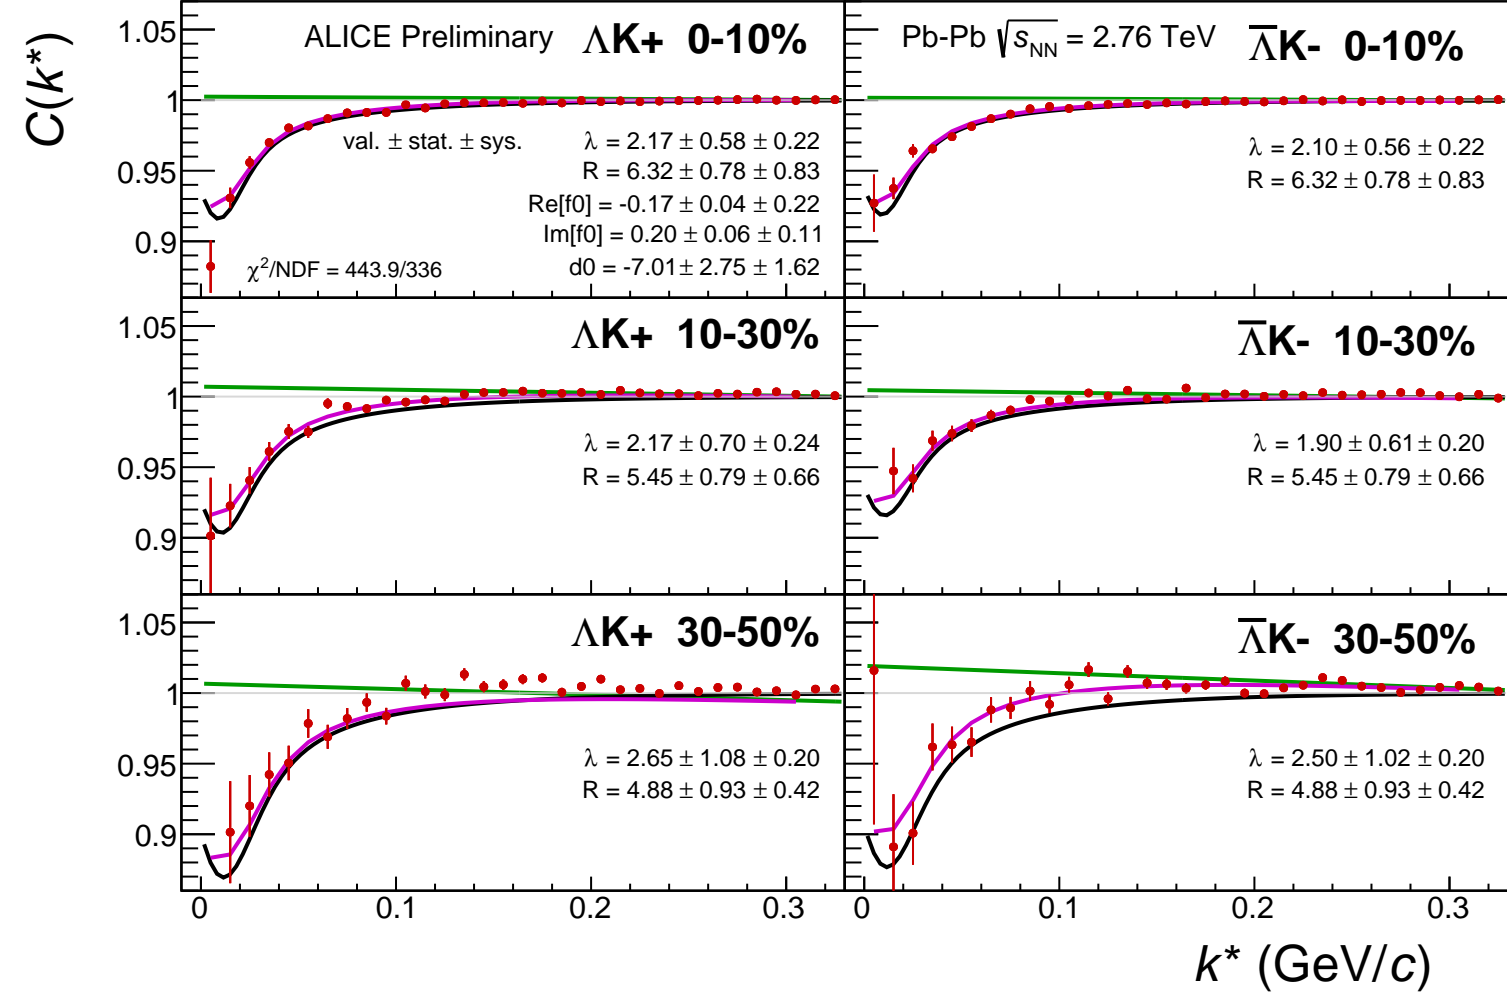 C(k*)
ALICE Preliminary ΛK+ 0-10%
1.05
1
0.95
0.9
val. ± stat. ± sys.
λ = 2.17 ± 0.58 ± 0.22
R = 6.32 ± 0.78 ± 0.83
Re[f0] = -0.17 ± 0.04 ± 0.22
Im[f0] = 0.20 ± 0.06 ± 0.11
χ²/NDF = 443.9/336
d0 = -7.01 ± 2.75 ± 1.62
Pb-Pb √sNN = 2.76 TeV Λ̅K- 0-10%
λ = 2.10 ± 0.56 ± 0.22
R = 6.32 ± 0.78 ± 0.83
ΛK+ 10-30%
1.05
1
0.95
0.9
λ = 2.17 ± 0.70 ± 0.24
R = 5.45 ± 0.79 ± 0.66
Λ̅K- 10-30%
λ = 1.90 ± 0.61 ± 0.20
R = 5.45 ± 0.79 ± 0.66
ΛK+ 30-50%
1.05
1
0.95
0.9
λ = 2.65 ± 1.08 ± 0.20
R = 4.88 ± 0.93 ± 0.42
Λ̅K- 30-50%
λ = 2.50 ± 1.02 ± 0.20
R = 4.88 ± 0.93 ± 0.42
0 0.1 0.2 0.3
0 0.1 0.2 0.3
k* (GeV/c)